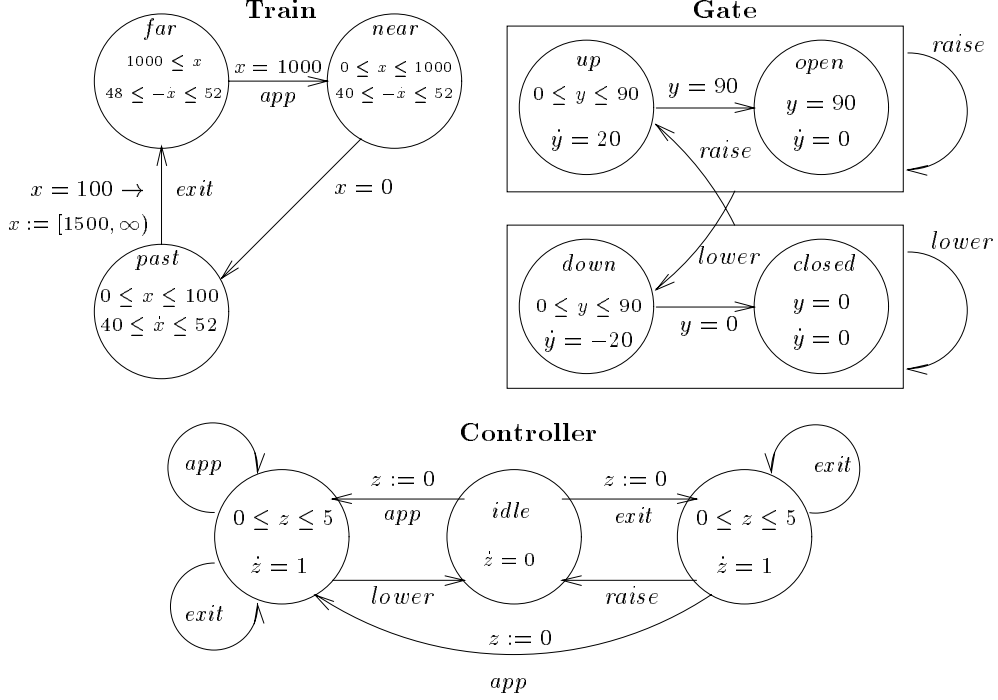 Train
far
1000 ≤ x
48 ≤ −ẋ ≤ 52
x = 1000
app
near
0 ≤ x ≤ 1000
40 ≤ −ẋ ≤ 52
x = 0
x = 100 →
x := [1500, ∞)
exit
past
0 ≤ x ≤ 100
40 ≤ ẋ ≤ 52
Gate
up
0 ≤ y ≤ 90
ẏ = 20
y = 90
open
y = 90
ẏ = 0
raise
raise
lower
down
0 ≤ y ≤ 90
ẏ = −20
y = 0
closed
y = 0
ẏ = 0
lower
Controller
app
0 ≤ z ≤ 5
ż = 1
exit
z := 0
app
lower
idle
ż = 0
z := 0
exit
raise
0 ≤ z ≤ 5
ż = 1
exit
z := 0
app